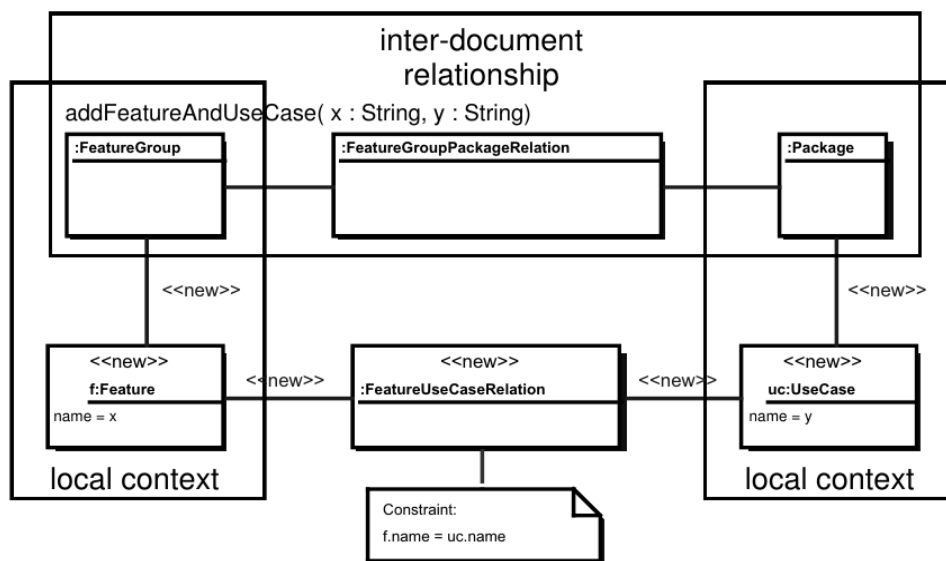 inter-document
relationship
addFeatureAndUseCase( x : String, y : String)
:FeatureGroup
:FeatureGroupPackageRelation
:Package
<<new>>
<<new>>
<<new>>
f:Feature
name = x
<<new>>
<<new>>
:FeatureUseCaseRelation
<<new>>
<<new>>
uc:UseCase
name = y
local context
local context
Constraint:
f.name = uc.name